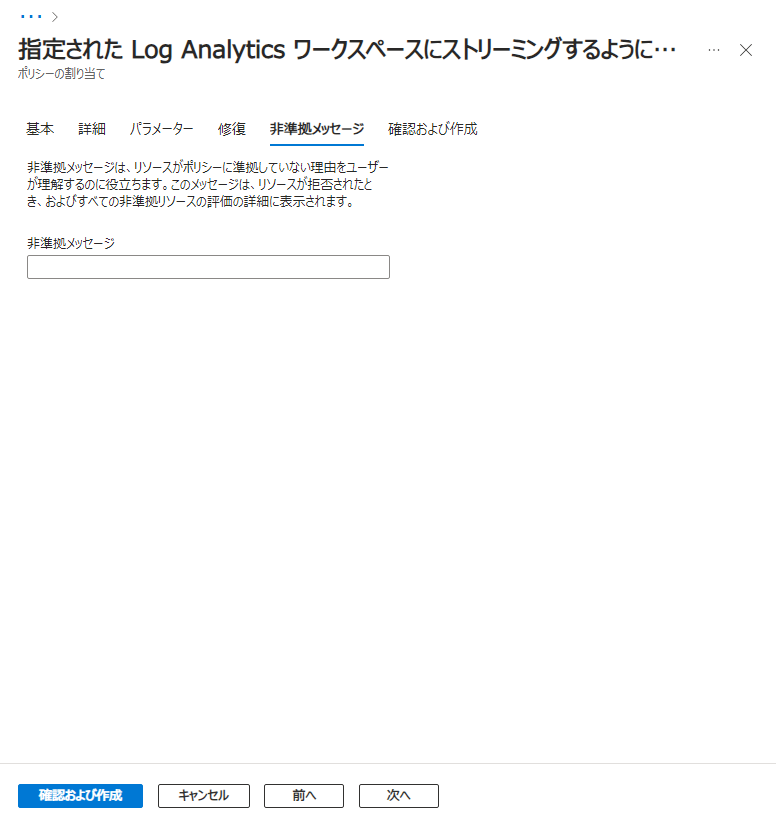 指定された Log Analytics ワークスペースにストリーミングするように…
ポリシーの割り当て
基本 詳細 パラメーター 修復 非準拠メッセージ 確認および作成
非準拠メッセージは、リソースがポリシーに準拠していない理由をユーザー
が理解するのに役立ちます。このメッセージは、リソースが拒否されたと
き、およびすべての非準拠リソースの評価の詳細に表示されます。
非準拠メッセージ
確認および作成 キャンセル 前へ 次へ